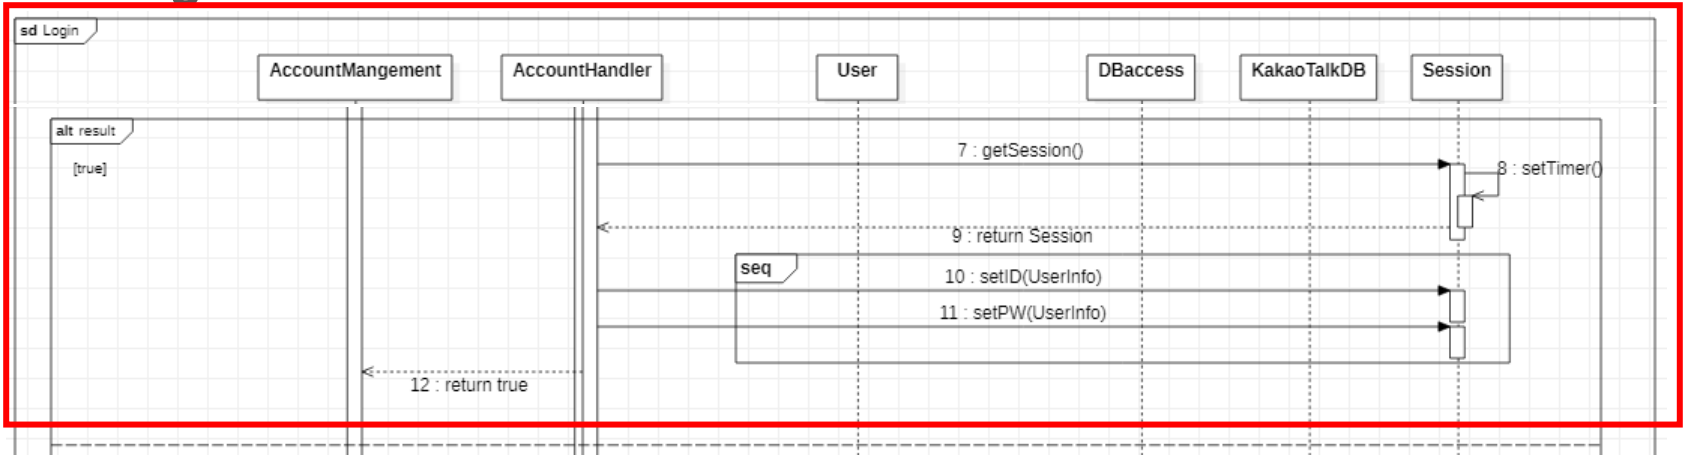 sd Login
AccountMangement
AccountHandler
User
DBaccess
KakaoTalkDB
Session
alt result
[true]
7 : getSession()
8 : setTimer()
9 : return Session
seq
10 : setID(UserInfo)
11 : setPW(UserInfo)
12 : return true